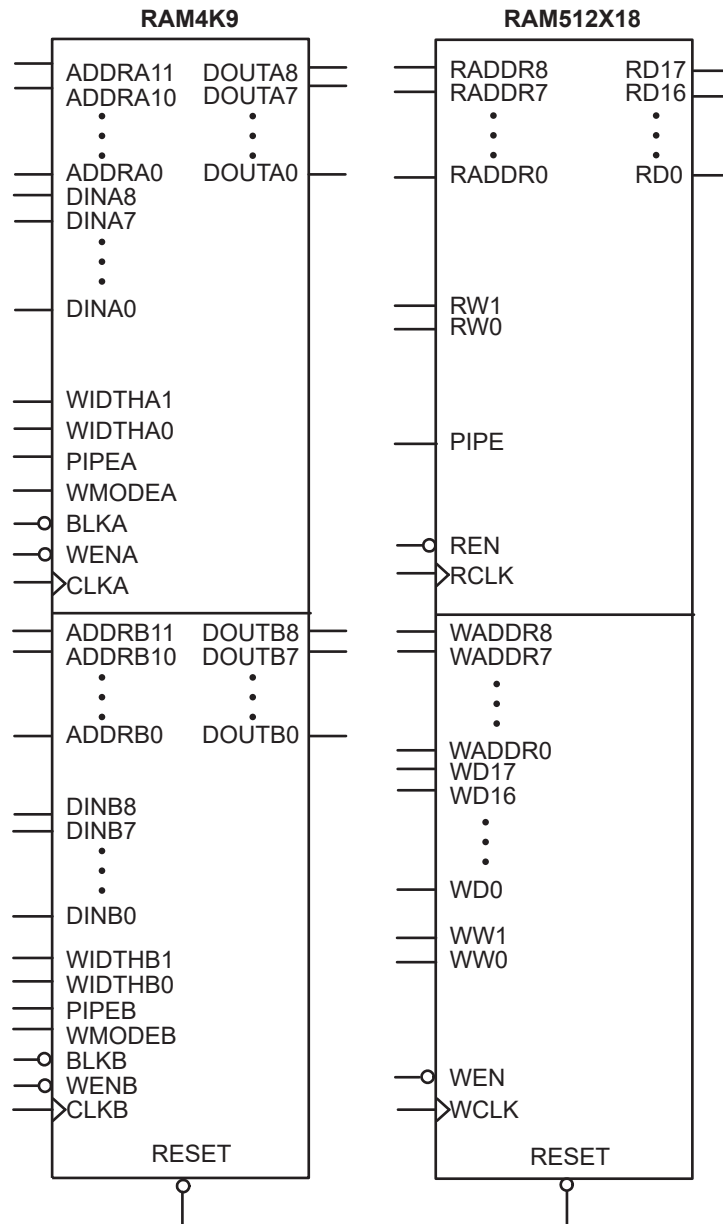 RAM4K9
ADDRA11 DOUTA8
ADDRA10 DOUTA7
ADDRA0 DOUTA0
DINA8
DINA7
DINA0
WIDTHA1
WIDTHA0
PIPEA
WMODEA
BLKA
WENA
CLKA
ADDRB11 DOUTB8
ADDRB10 DOUTB7
ADDRB0 DOUTB0
DINB8
DINB7
DINB0
WIDTHB1
WIDTHB0
PIPEB
WMODEB
BLKB
WENB
CLKB
RESET
RAM512X18
RADDR8 RD17
RADDR7 RD16
RADDR0 RD0
RW1
RW0
PIPE
REN
RCLK
WADDR8
WADDR7
WADDR0
WD17
WD16
WD0
WW1
WW0
WEN
WCLK
RESET